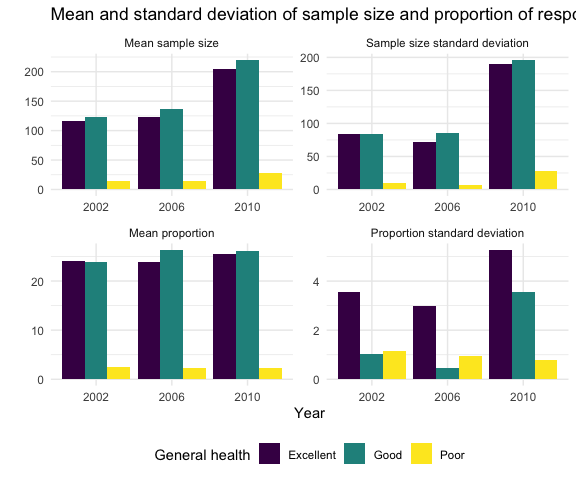 Mean and standard deviation of sample size and proportion of respo
Mean sample size
Sample size standard deviation
200
150
100
50
0
200
150
100
50
0
2002 2006 2010
2002 2006 2010
Mean proportion
Proportion standard deviation
20
10
0
4
2
0
2002 2006 2010
2002 2006 2010
Year
General health Excellent Good Poor